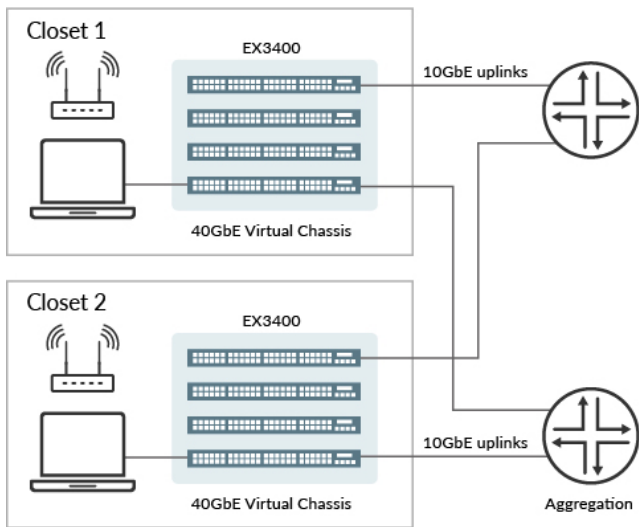 Closet 1
EX3400
10GbE uplinks
40GbE Virtual Chassis
Closet 2
EX3400
10GbE uplinks
40GbE Virtual Chassis
Aggregation